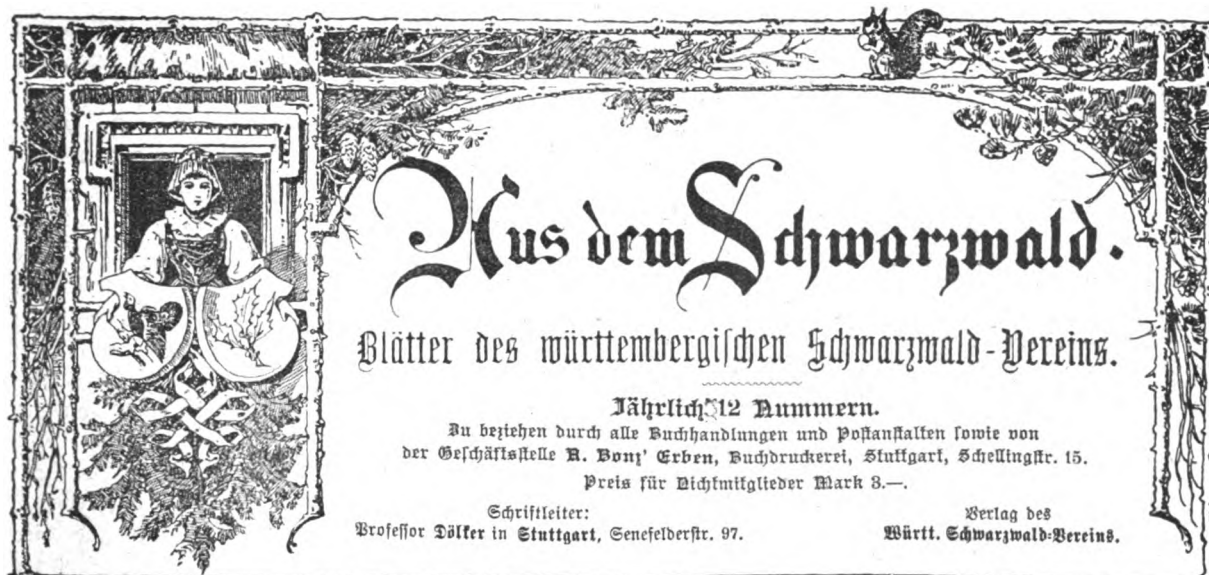 Aus dem Schwarzwald.
Blätter des württembergischen Schwarzwald-Vereins.
Jährlich 12 Nummern.
Zu beziehen durch alle Buchhandlungen und Postanstalten sowie von
der Geschäftsstelle A. Bonz' Erben, Buchdruckerei, Stuttgart, Schellingstr. 15.
Preis für Nichtmitglieder Mark 3.—.
Schriftleiter:
Professor Dölker in Stuttgart, Senefelderstr. 97.
Verlag des
Württ. Schwarzwald-Vereins.